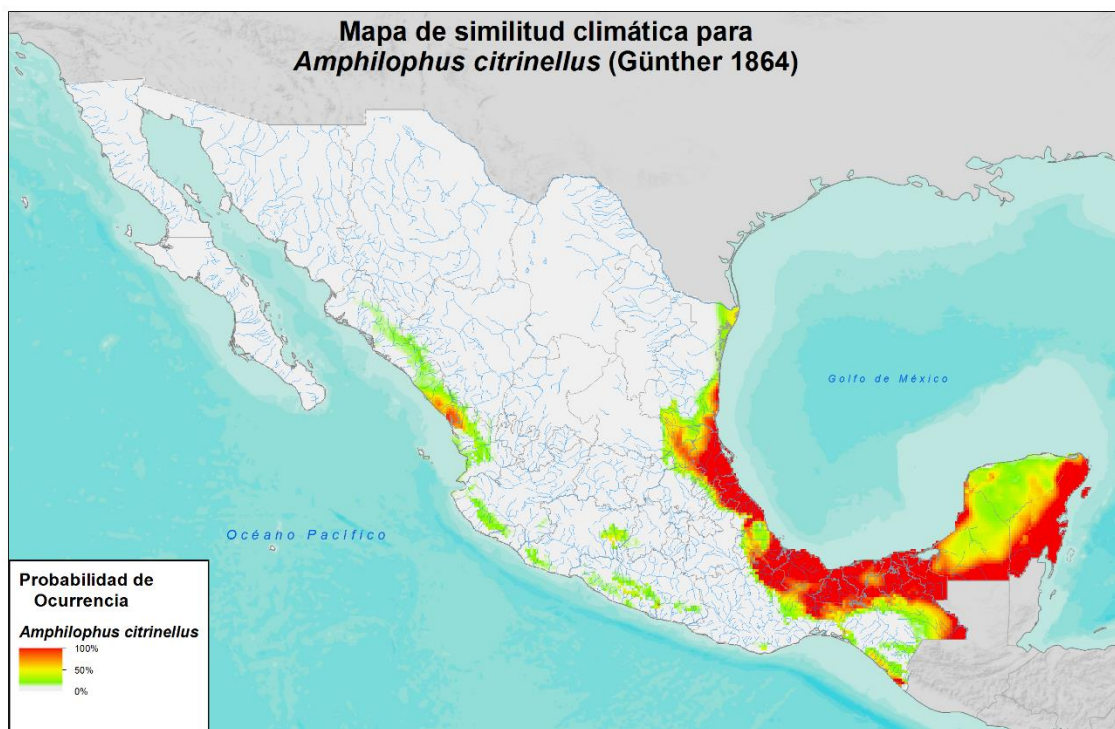 Mapa de similitud climática para
Amphilophus citrinellus (Günther 1864)
Golfo de México
Océano Pacífico
Probabilidad de
Ocurrencia
Amphilophus citrinellus
100%
50%
0%